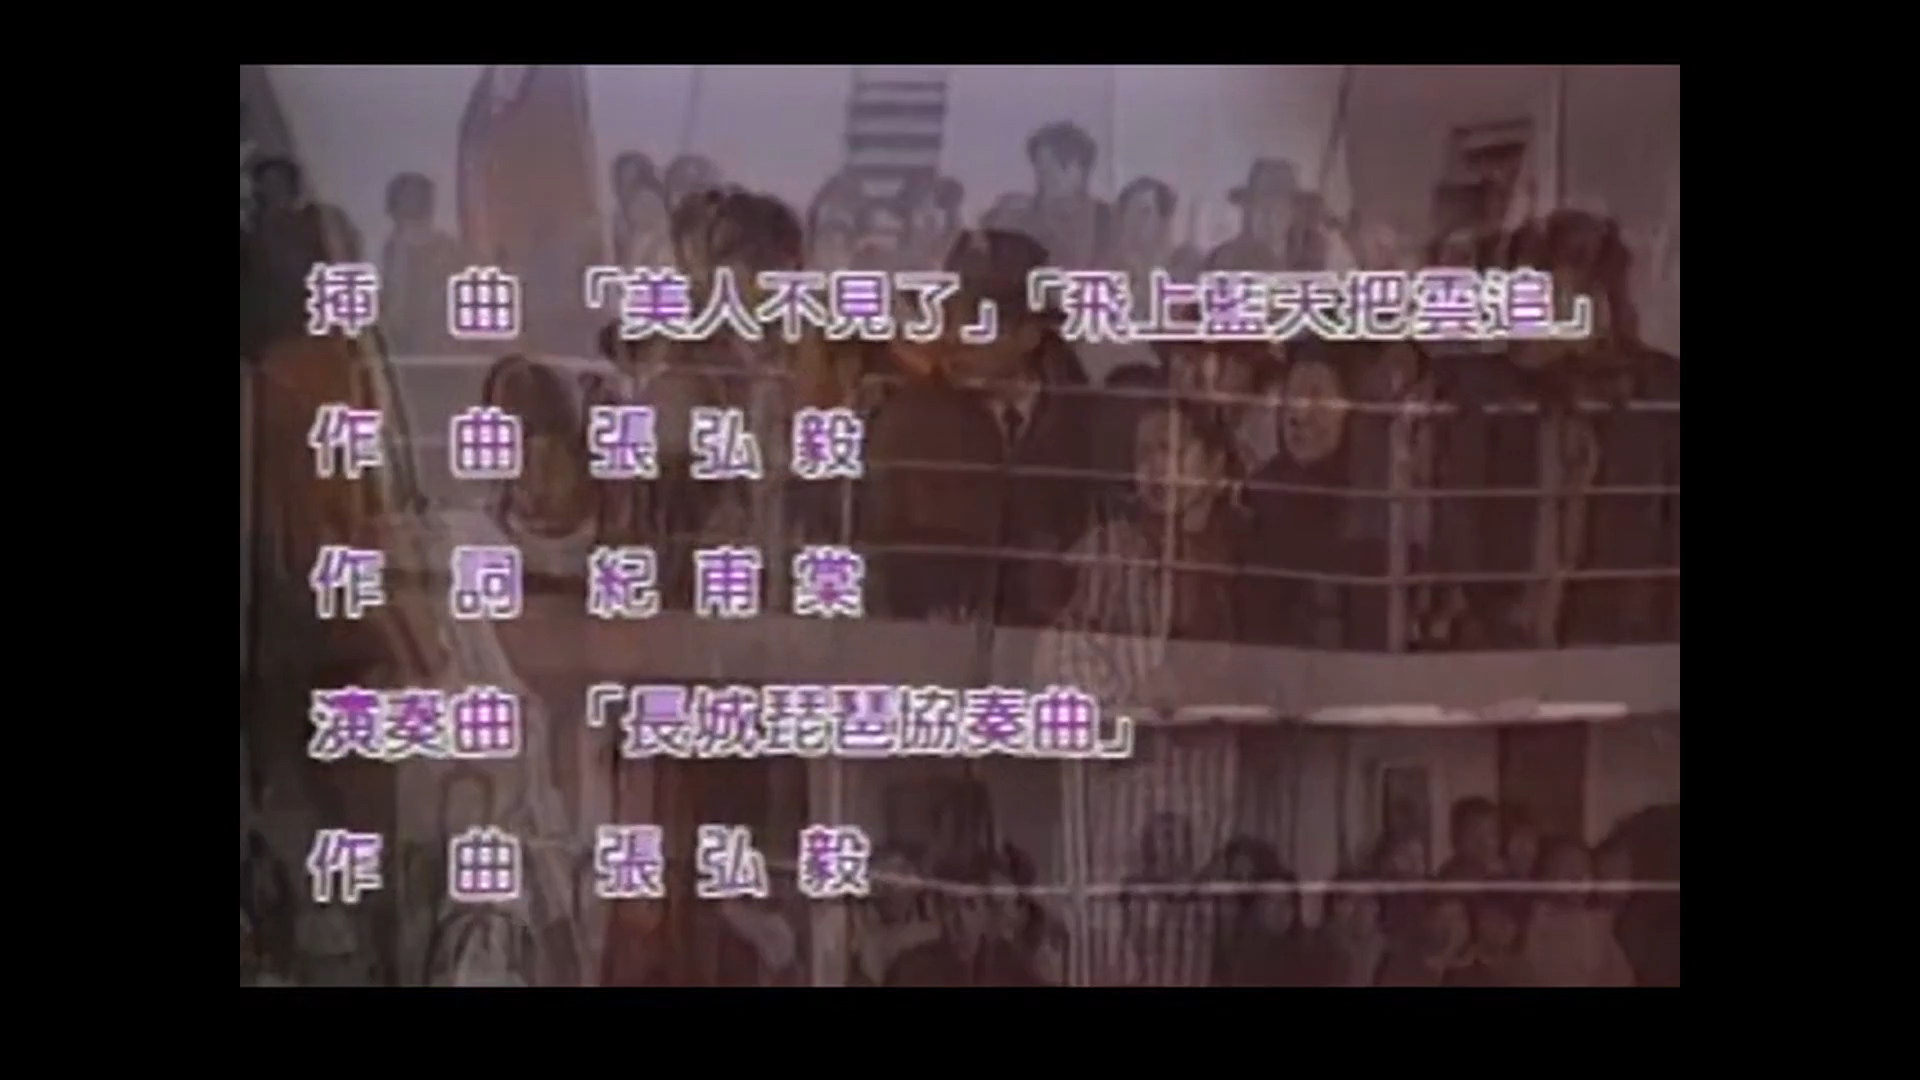 插曲 「美人不見了」「飛上藍天把雲追」
作曲 張弘毅
作詞 紀甫棠
演奏曲 「長城琵琶協奏曲」
作曲 張弘毅